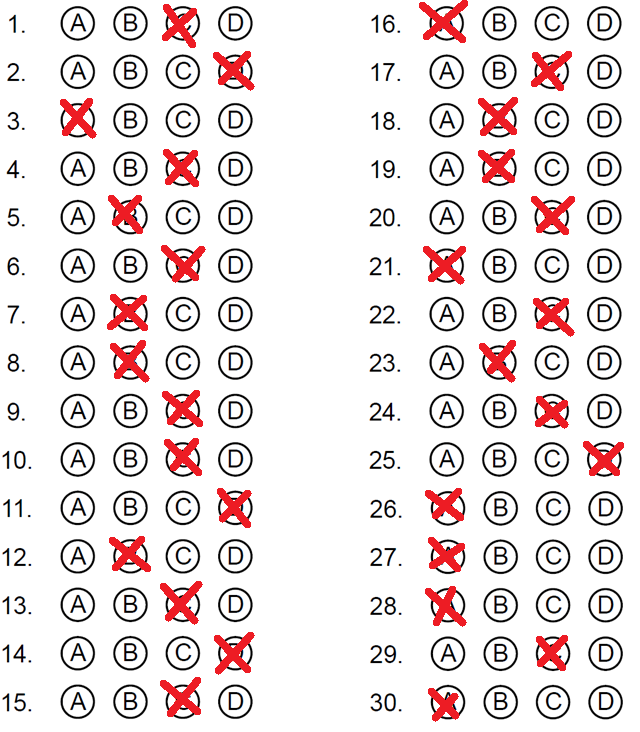 1. A B D
2. A B C
3. B C D
4. A B D
5. A B C D
6. A B D
7. A C D
8. A C D
9. A B D
10. A B D
11. A B C
12. A C D
13. A B D
14. A B C
15. A B D
16. B C D
17. A B D
18. A C D
19. A C D
20. A B D
21. B C D
22. A B D
23. A C D
24. A B D
25. A B C
26. B C D
27. B C D
28. B C D
29. A B D
30. B C D